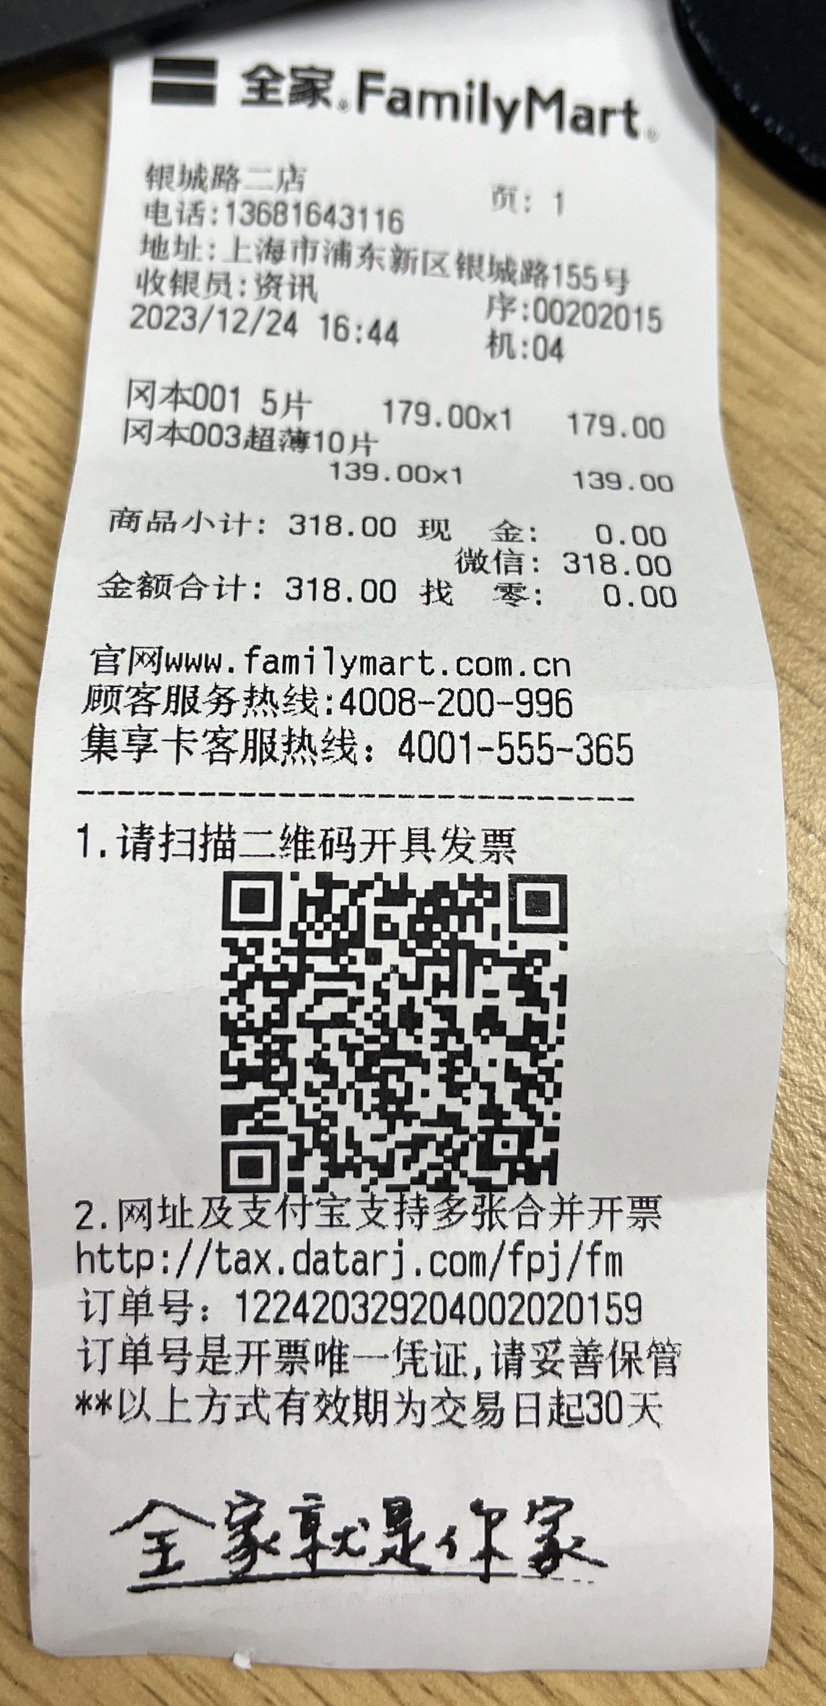 全家 FamilyMart
银城路二店 页: 1
电话:13681643116
地址:上海市浦东新区银城路155号
收银员:资讯 序:00202015
2023/12/24 16:44 机:04
冈本001 5片 179.00x1 179.00
冈本003超薄10片
139.00x1 139.00
商品小计: 318.00 现 金: 0.00
微信: 318.00
金额合计: 318.00 找 零: 0.00
官网www.familymart.com.cn
顾客服务热线:4008-200-996
集享卡客服热线: 4001-555-365
--------------------------------
1.请扫描二维码开具发票
2.网址及支付宝支持多张合并开票
http://tax.datarj.com/fpj/fm
订单号: 122420329204002020159
订单号是开票唯一凭证,请妥善保管
**以上方式有效期为交易日起30天
全家就是你家